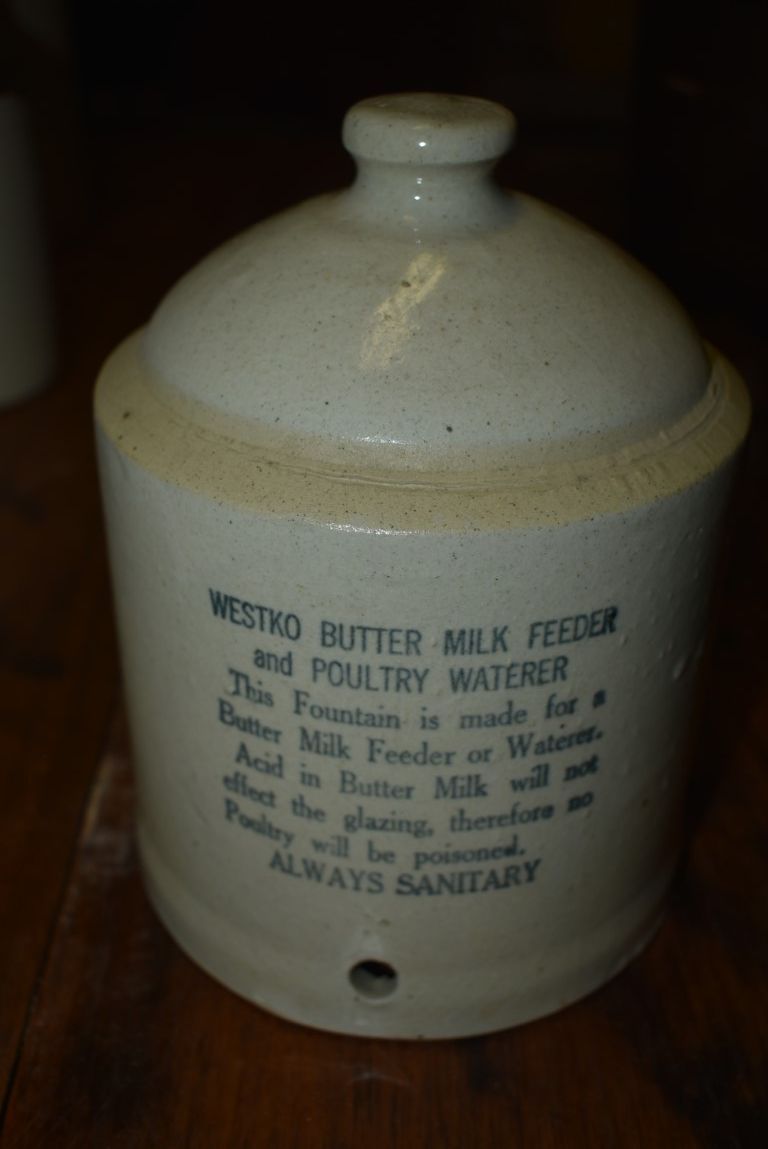 WESTKO BUTTER MILK FEEDER
and POULTRY WATERER
This Fountain is made for a
Butter Milk Feeder or Waterer.
Acid in Butter Milk will not
effect the glazing, therefore no
Poultry will be poisoned.
ALWAYS SANITARY